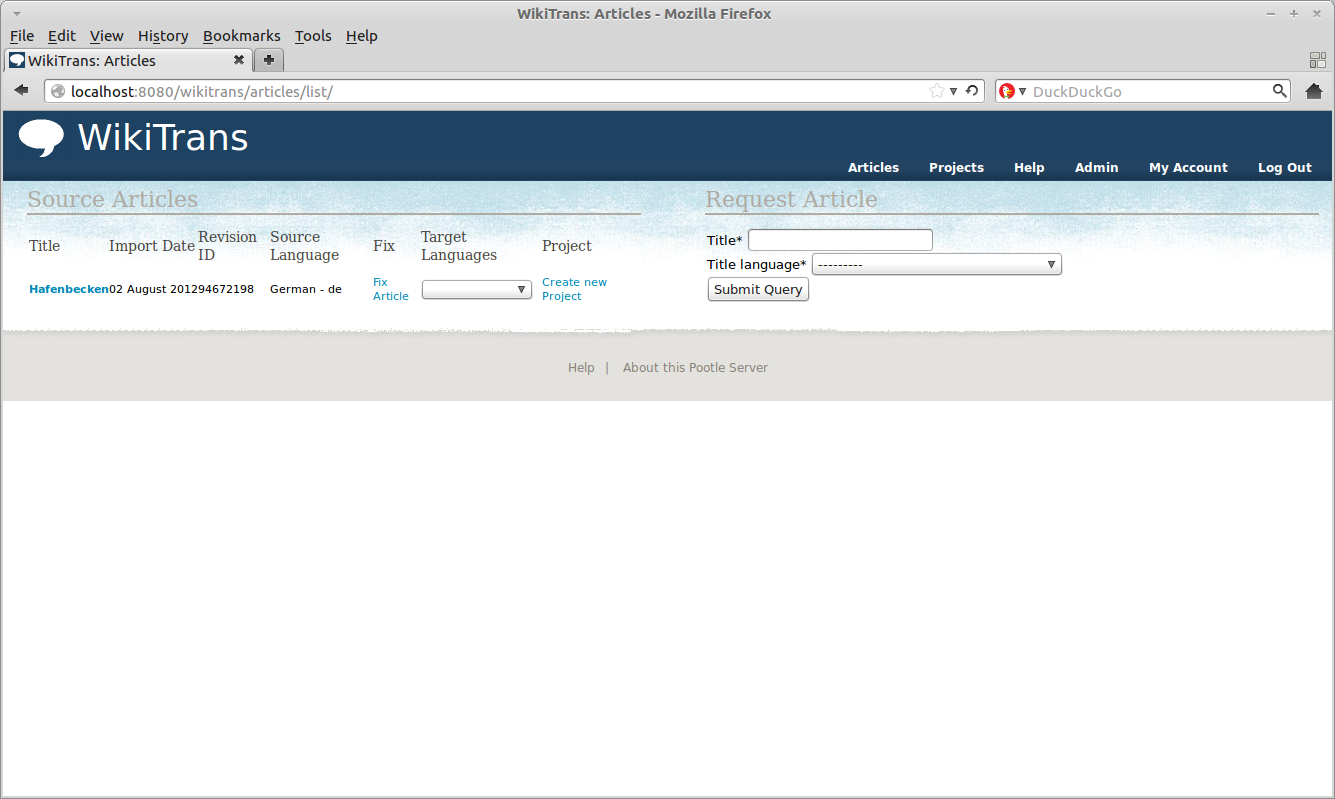 WikiTrans: Articles - Mozilla Firefox
File Edit View History Bookmarks Tools Help
WikiTrans: Articles
localhost:8080/wikitrans/articles/list/
DuckDuckGo
WikiTrans
Articles Projects Help Admin My Account Log Out
Source Articles
Title Import Date Revision ID Source Language Fix Target Languages Project
Hafenbecken 02 August 2012 94672198 German - de Fix Article Create new Project
Request Article
Title*
Title language* ---------
Submit Query
Help | About this Pootle Server